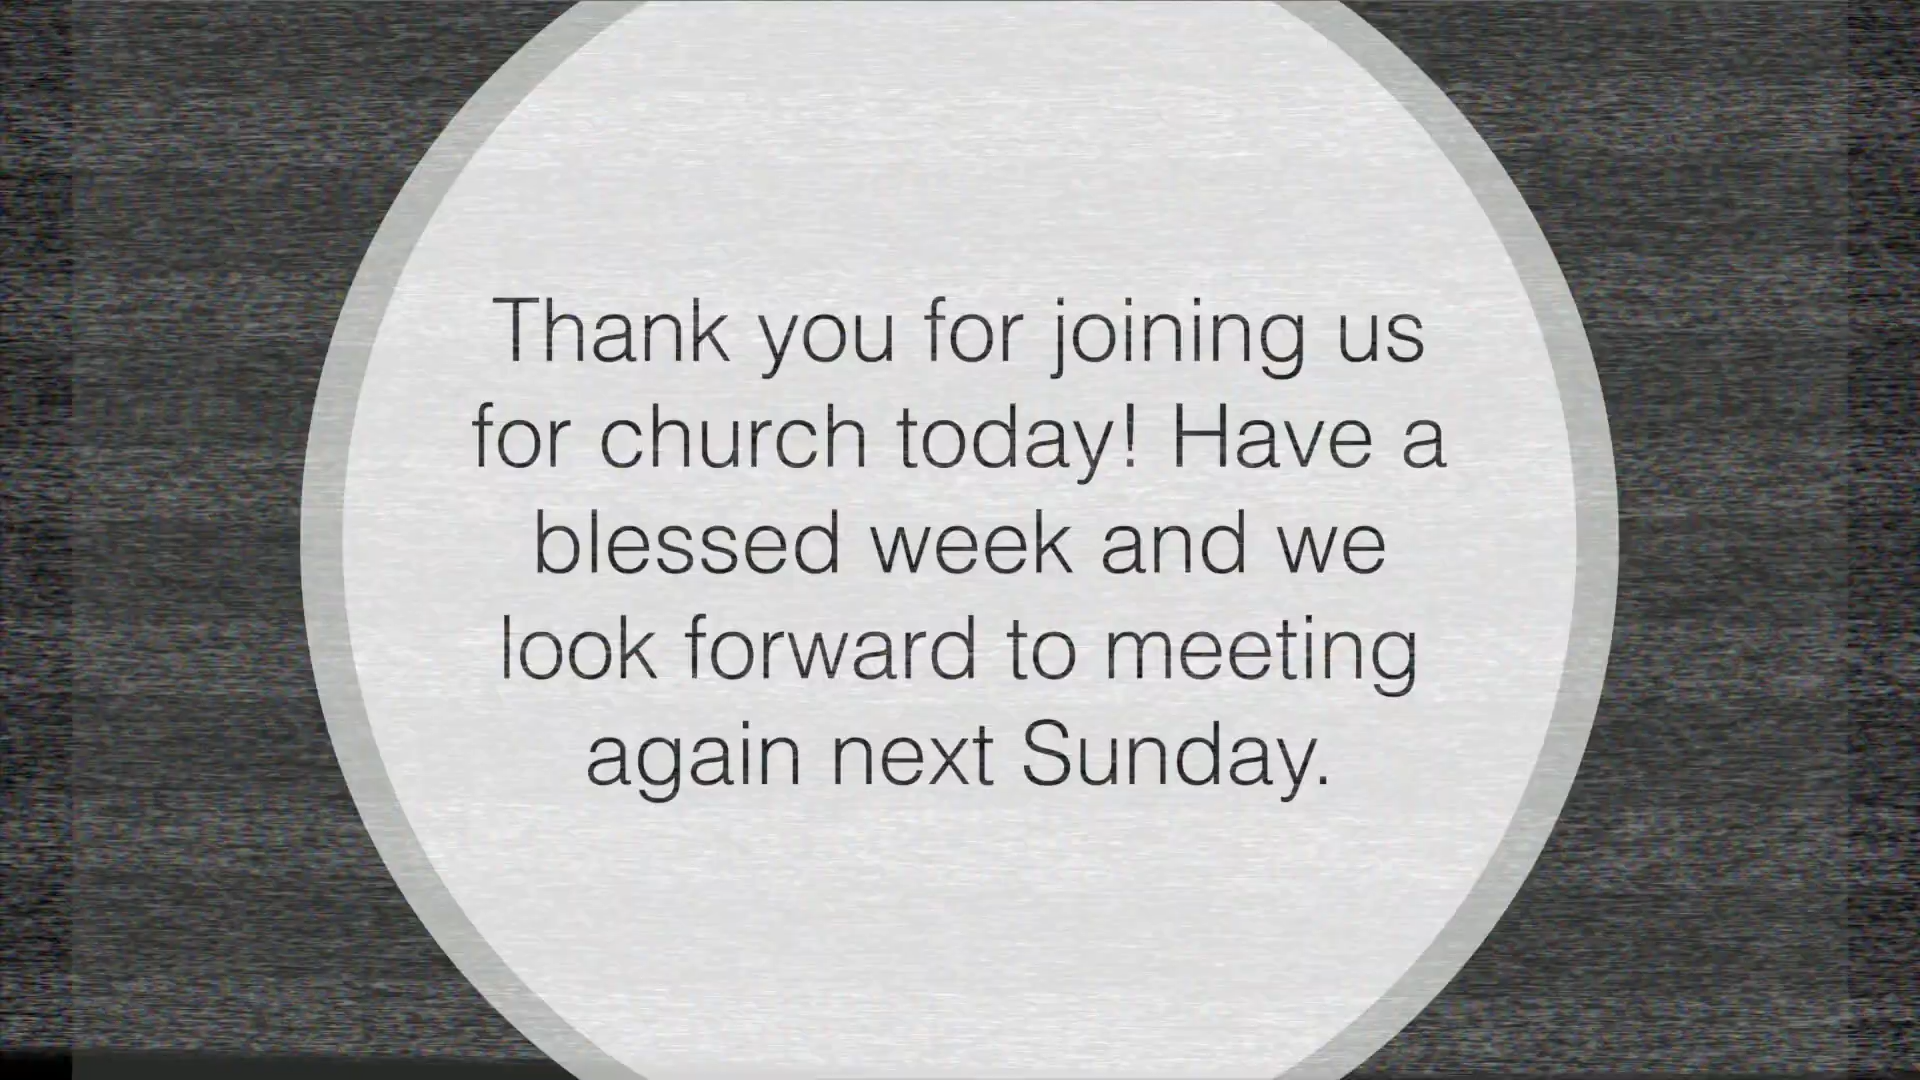 Thank you for joining us
for church today! Have a
blessed week and we
look forward to meeting
again next Sunday.